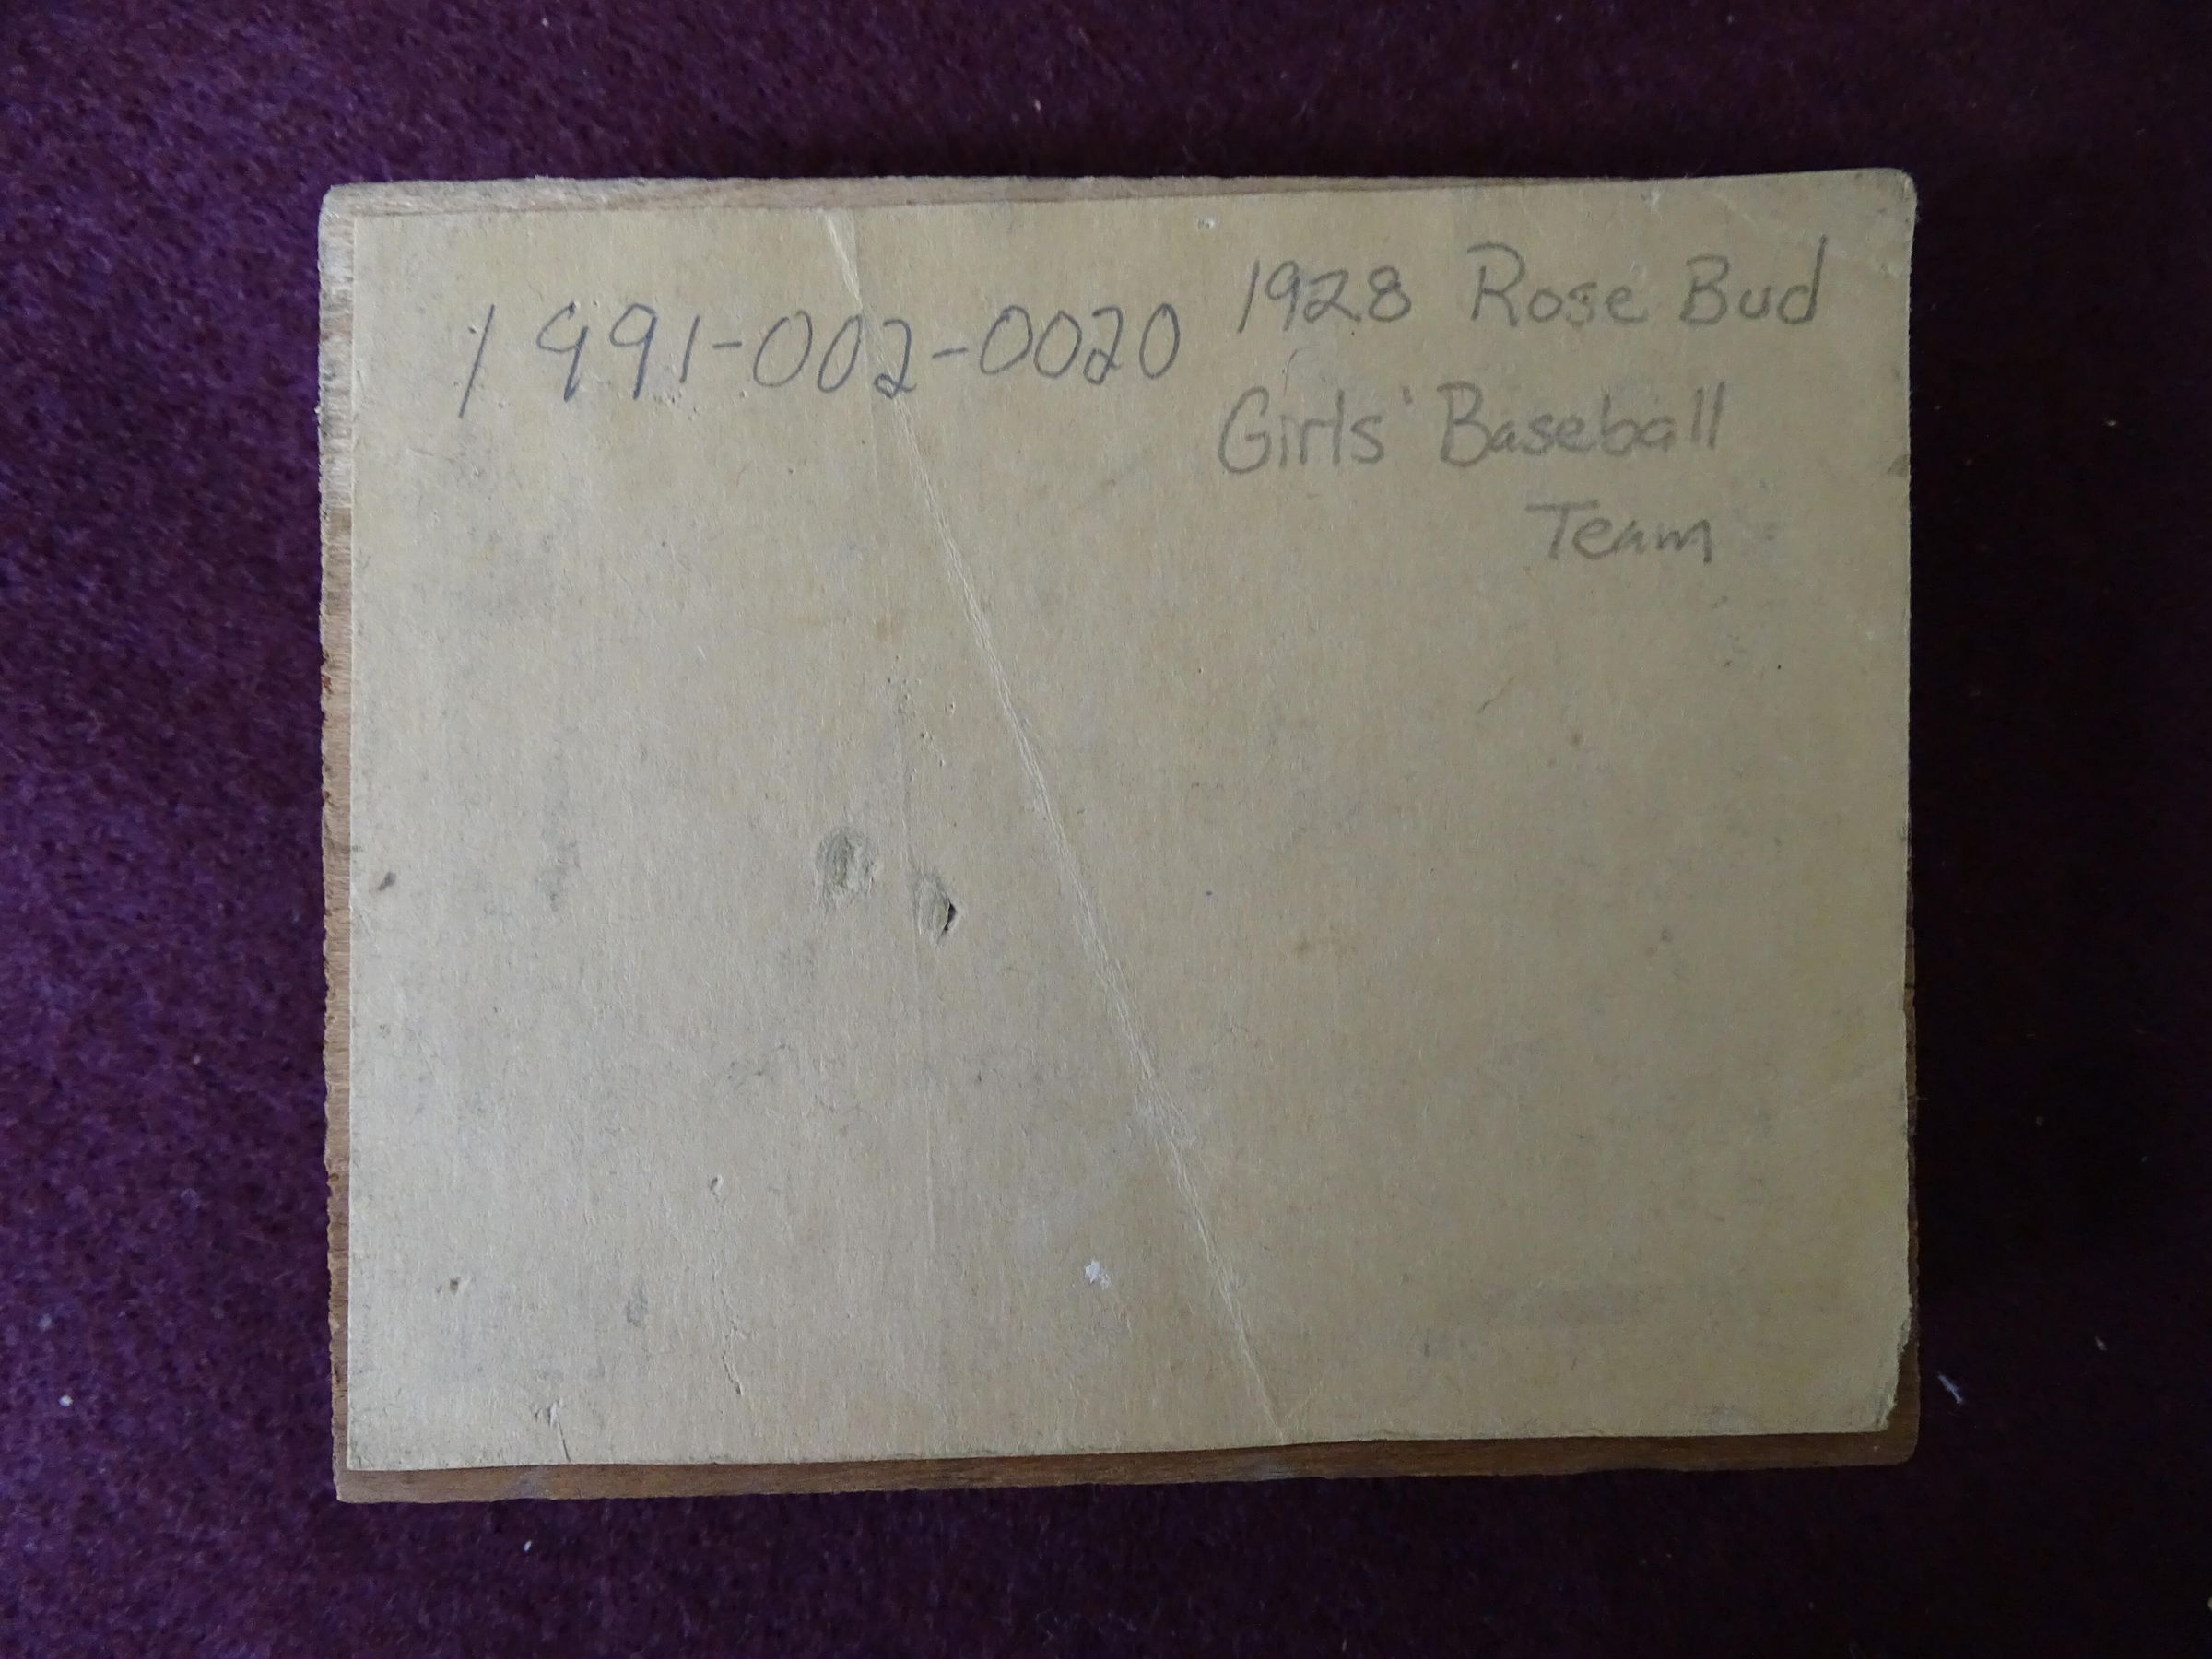 1991-002-0020
1928 Rose Bud
Girls' Baseball
Team